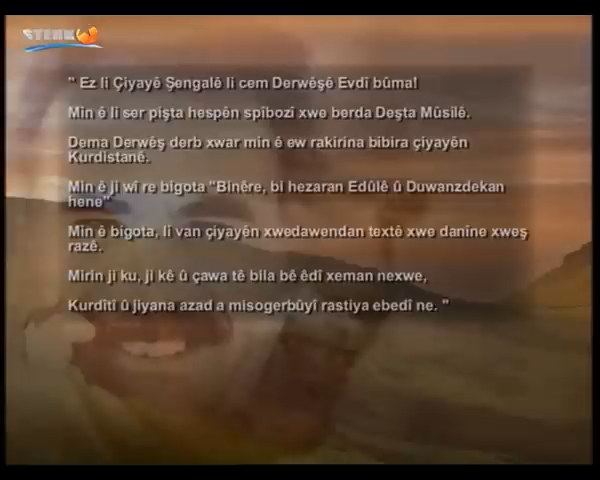 STERK
" Ez li Çiyayê Şengalê li cem Derwêşê Evdî bûma!
Min ê li ser pişta hespên spîbozî xwe berda Deşta Mûsilê.
Dema Derwêş derb xwar min ê ew rakirina bibira çiyayên
Kurdistanê.
Min ê ji wî re bigota "Binêre, bi hezaran Edûlê û Duwanzdekan
hene"
Min ê bigota, li van çiyayên xwedawendan textê xwe danîne xweş
razê.
Mirin ji ku, ji kê û çawa tê bila bê êdî xeman nexwe,
Kurdîtî û jiyana azad a misogerbûyî rastiya ebedî ne. "